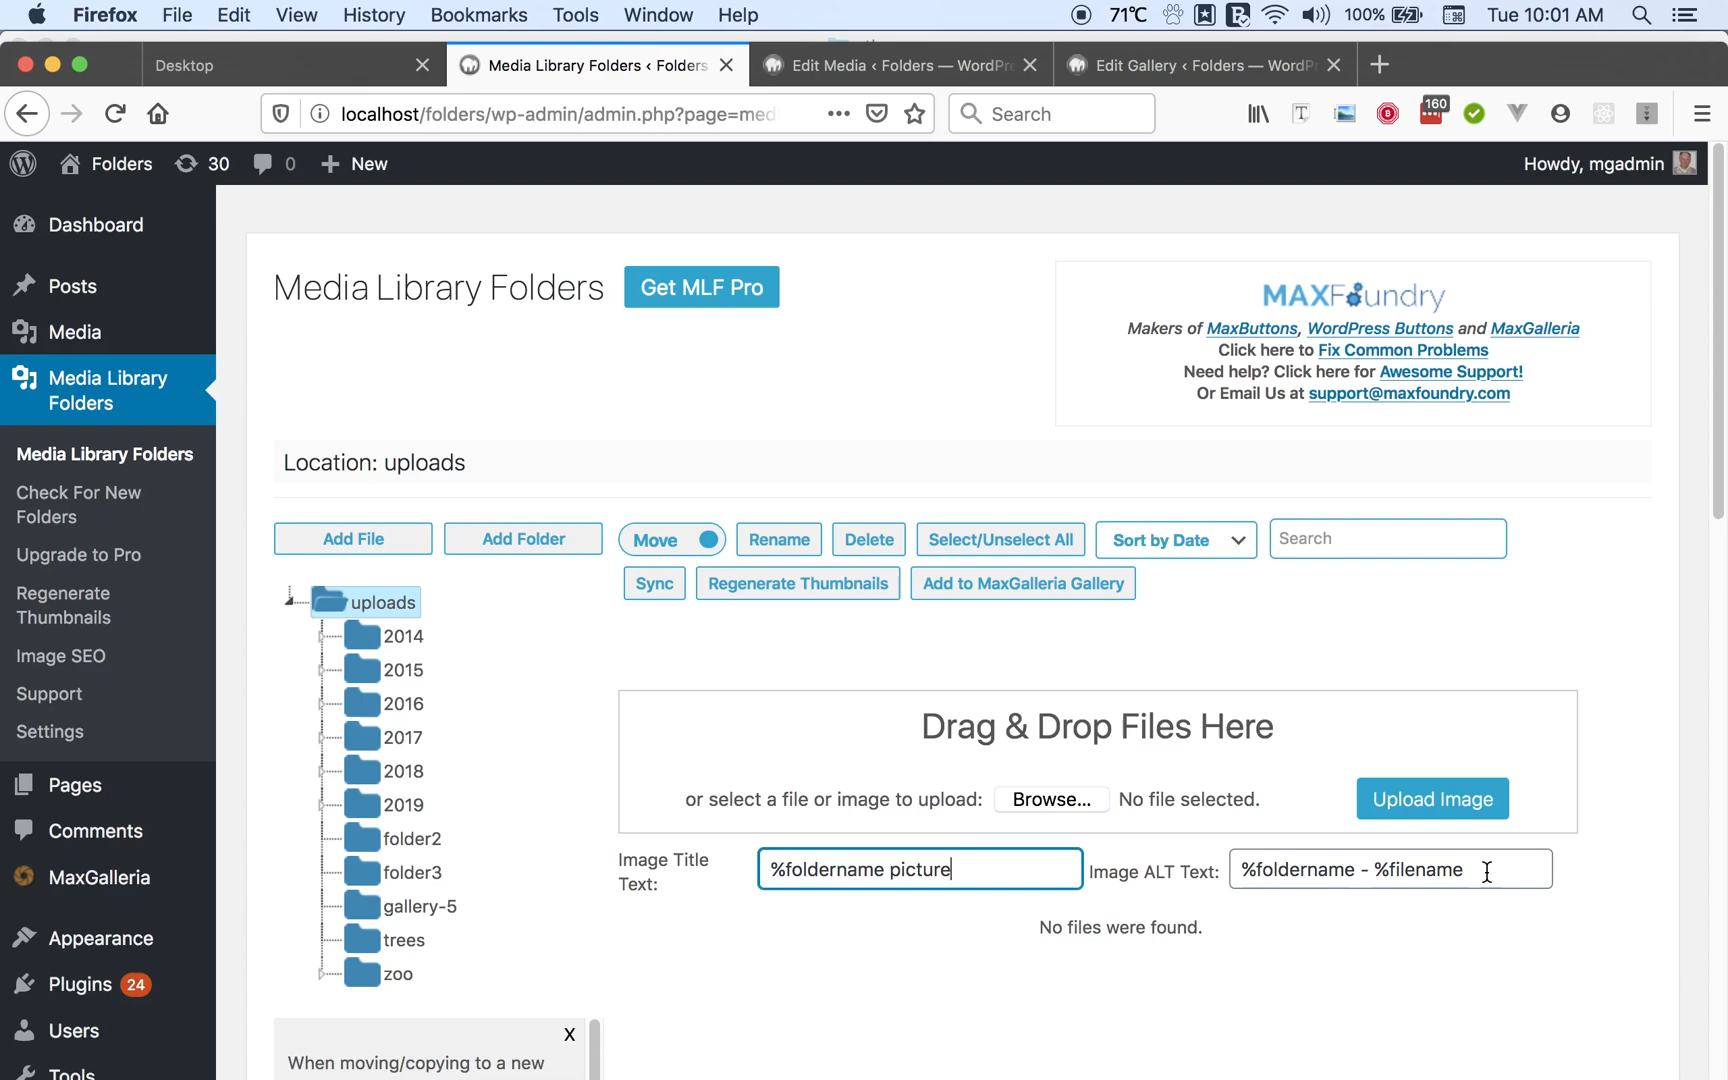 Firefox File Edit View History Bookmarks Tools Window Help 71°C 100% Tue 10:01 AM
Desktop Media Library Folders ‹ Folders Edit Media ‹ Folders — WordPr Edit Gallery ‹ Folders — WordP
localhost/folders/wp-admin/admin.php?page=med Search 160
Folders 30 0 New Howdy, mgadmin
Dashboard
Posts
Media
Media Library
Folders
Media Library Folders
Check For New
Folders
Upgrade to Pro
Regenerate
Thumbnails
Image SEO
Support
Settings
Pages
Comments
MaxGalleria
Appearance
Plugins 24
Users
Tools
Media Library Folders Get MLF Pro
MAXFoundry
Makers of MaxButtons, WordPress Buttons and MaxGalleria
Click here to Fix Common Problems
Need help? Click here for Awesome Support!
Or Email Us at support@maxfoundry.com
Location: uploads
Add File Add Folder Move Rename Delete Select/Unselect All Sort by Date Search
Sync Regenerate Thumbnails Add to MaxGalleria Gallery
uploads
2014
2015
2016
2017
2018
2019
folder2
folder3
gallery-5
trees
zoo
Drag & Drop Files Here
or select a file or image to upload: Browse... No file selected. Upload Image
Image Title
Text: %foldername picture Image ALT Text: %foldername - %filename
No files were found.
X
When moving/copying to a new